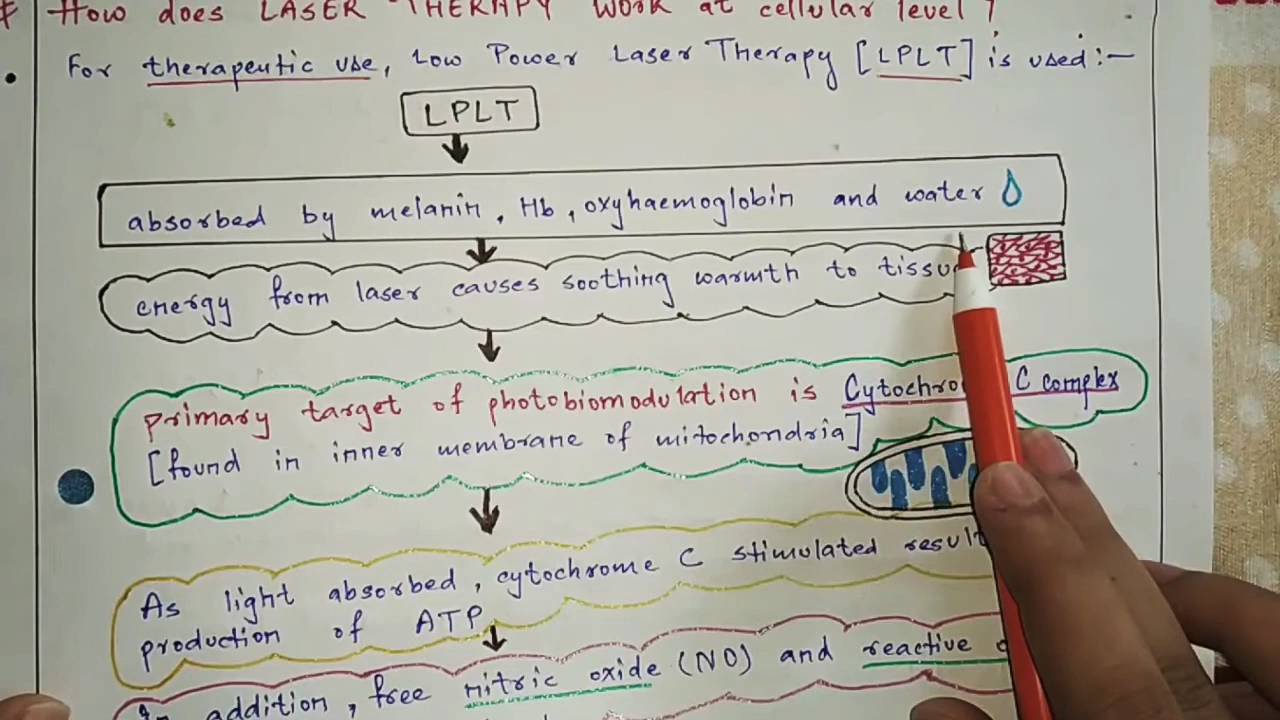 How does LASER THERAPY work at cellular level?
For therapeutic use, Low Power Laser Therapy [LPLT] is used :-
LPLT
absorbed by melanin, Hb, oxyhaemoglobin and water
energy from laser causes soothing warmth to
primary target of photobiomodulation is C complex
[found in inner membrane of mitochondria]
As light absorbed, cytochrome C stimulated
production of ATP
In addition, free nitric oxide (NO) and reactive